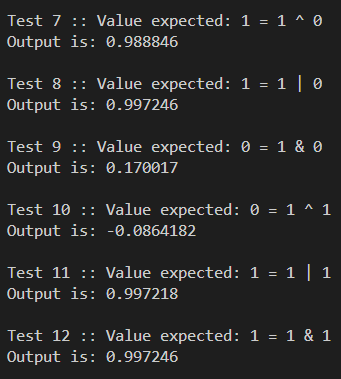 Test 7 :: Value expected: 1 = 1 ^ 0
Output is: 0.988846
Test 8 :: Value expected: 1 = 1 | 0
Output is: 0.997246
Test 9 :: Value expected: 0 = 1 & 0
Output is: 0.170017
Test 10 :: Value expected: 0 = 1 ^ 1
Output is: -0.0864182
Test 11 :: Value expected: 1 = 1 | 1
Output is: 0.997218
Test 12 :: Value expected: 1 = 1 & 1
Output is: 0.997246